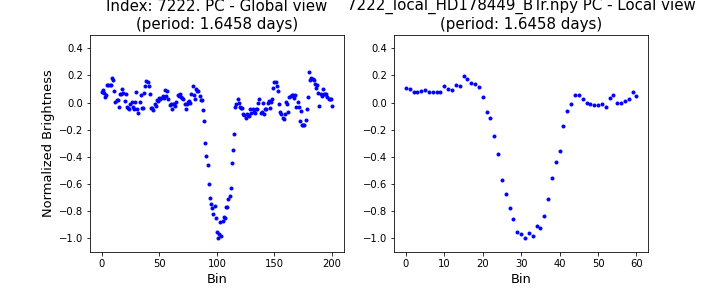 Index: 7222. PC - Global view
(period: 1.6458 days)
7222_local_HD178449_BTr.npy PC - Local view
(period: 1.6458 days)
Normalized Brightness
0.4
0.2
0.0
−0.2
−0.4
−0.6
−0.8
−1.0
0 50 100 150 200
Bin
0.4
0.2
0.0
−0.2
−0.4
−0.6
−0.8
−1.0
0 10 20 30 40 50 60
Bin